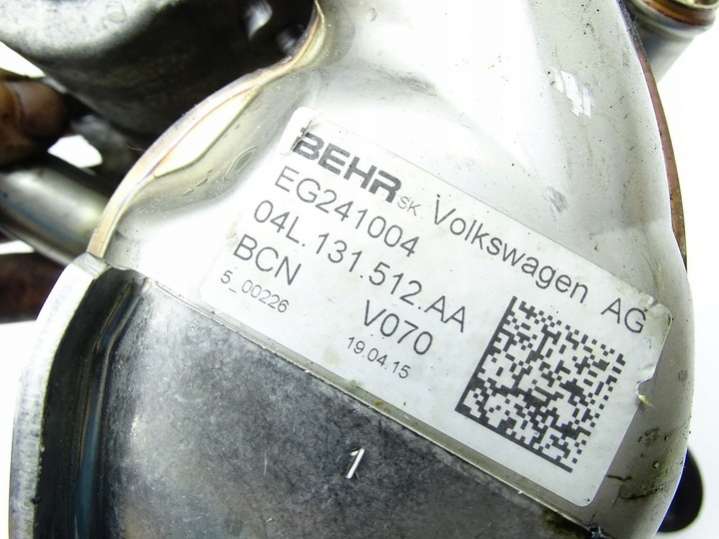 BEHR SK Volkswagen AG
EG241004
04L.131.512.AA
BCN V070
5_00226 19.04.15
1